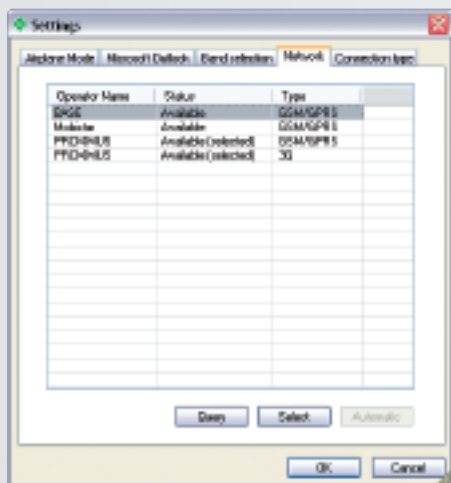 Settings
Airplane Mode Microsoft Outlook Band selection Network Connection type
Operator Name Status Type
BASE Available GSM/GPRS
Mobistar Available GSM/GPRS
PROXIMUS Available (selected) GSM/GPRS
PROXIMUS Available (selected) 3G
Query Select Automatic
OK Cancel